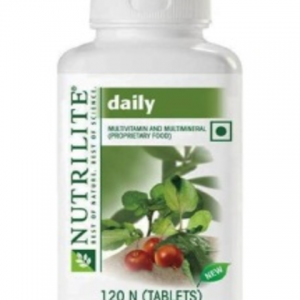 NUTRILITE®
BEST OF NATURE. BEST OF SCIENCE.
daily
MULTIVITAMIN AND MULTIMINERAL
(PROPRIETARY FOOD)
NEW
120 N (TABLETS)